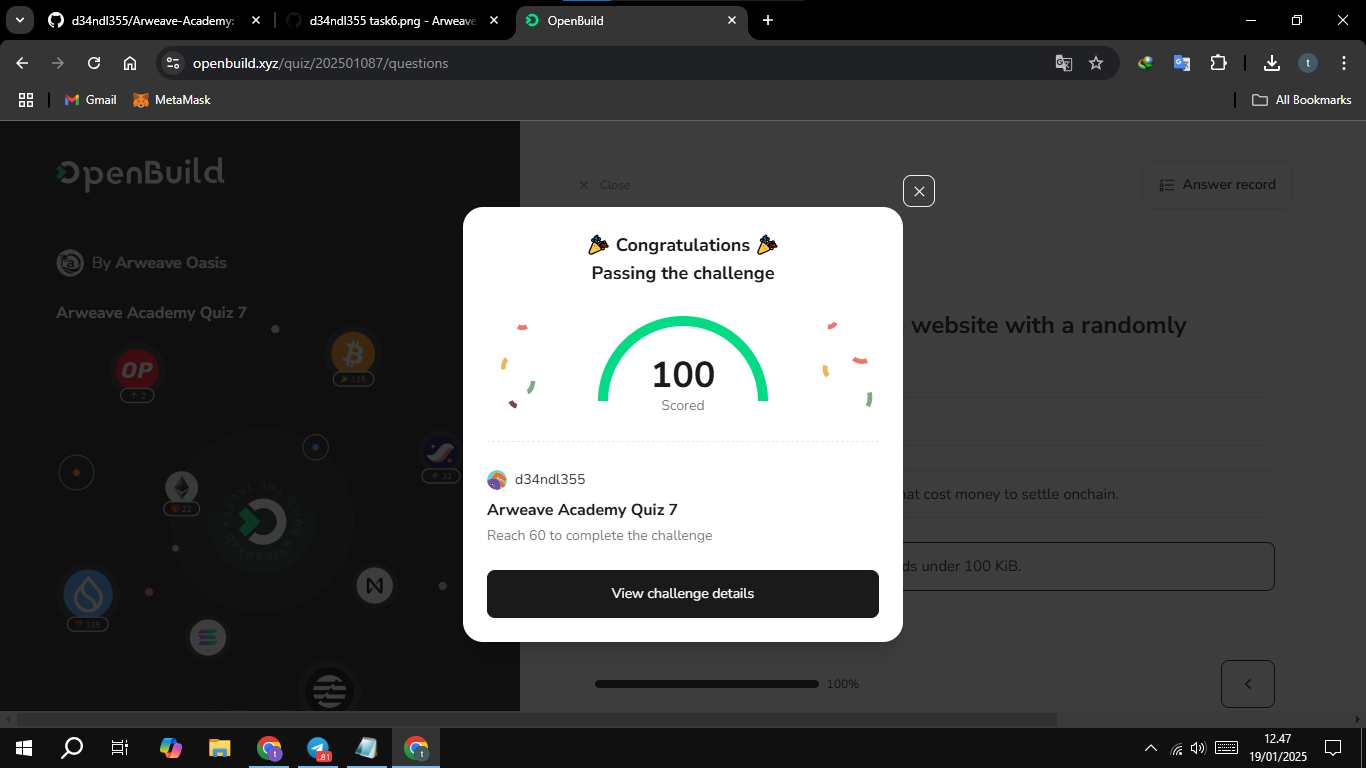 d34ndl355/Arweave-Academy:
d34ndl355 task6.png - Arweave
OpenBuild
openbuild.xyz/quiz/202501087/questions
Gmail
MetaMask
All Bookmarks
OpenBuild
Close
Answer record
By Arweave Oasis
Arweave Academy Quiz 7
OP
2
115
32
22
115
website with a randomly
hat cost money to settle onchain.
ds under 100 KiB.
100%
Congratulations
Passing the challenge
100
Scored
d34ndl355
Arweave Academy Quiz 7
Reach 60 to complete the challenge
View challenge details
t
81
t
12.47
19/01/2025